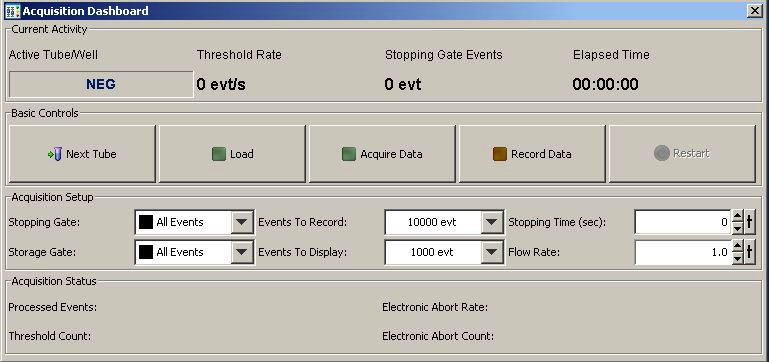 Acquisition Dashboard
Current Activity
Active Tube/Well Threshold Rate Stopping Gate Events Elapsed Time
NEG 0 evt/s 0 evt 00:00:00
Basic Controls
Next Tube Load Acquire Data Record Data Restart
Acquisition Setup
Stopping Gate: All Events Events To Record: 10000 evt Stopping Time (sec): 0
Storage Gate: All Events Events To Display: 1000 evt Flow Rate: 1.0
Acquisition Status
Processed Events: Electronic Abort Rate:
Threshold Count: Electronic Abort Count: